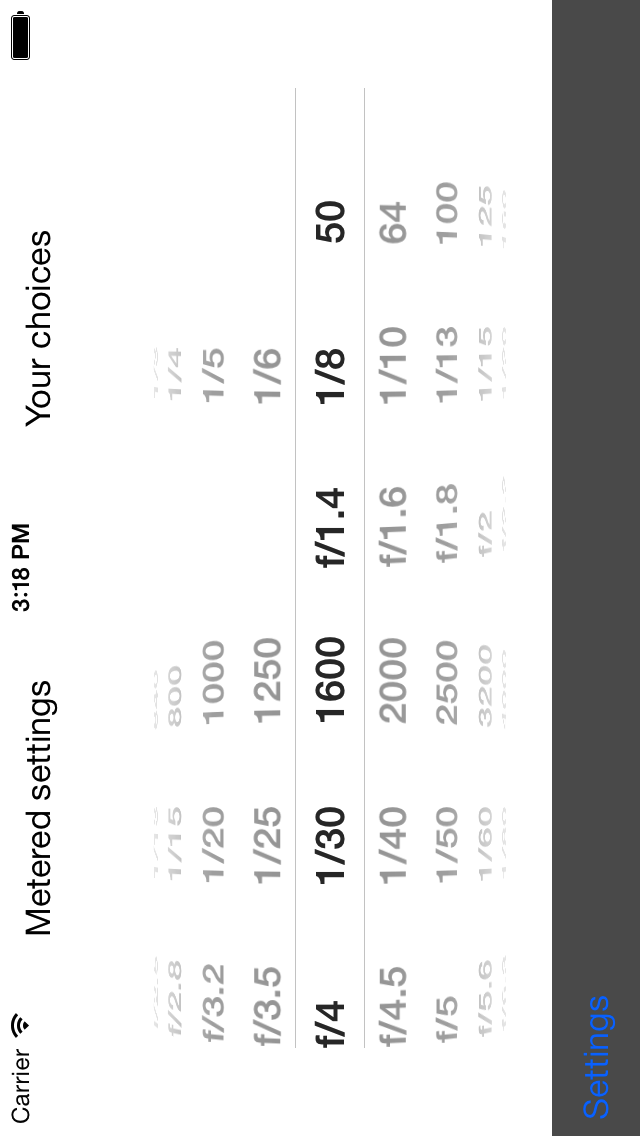 Carrier 3:18 PM
Metered settings Your choices
f/2.8 1/15 800 1/4
f/3.2 1/20 1000 1/5
f/3.5 1/25 1250 1/6
f/4 1/30 1600 f/1.4 1/8 50
f/4.5 1/40 2000 f/1.6 1/10 64
f/5 1/50 2500 f/1.8 1/13 100
f/5.6 1/60 3200 f/2 1/15 125
Settings